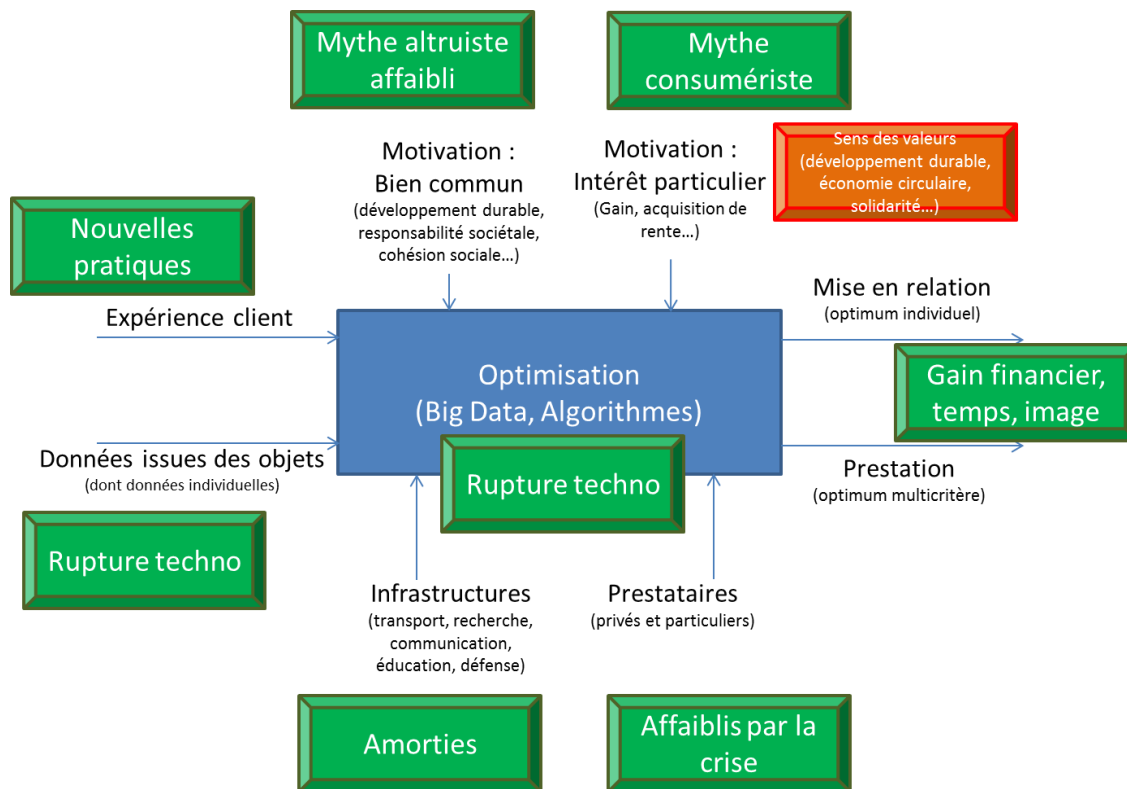 Mythe altruiste
affaibli
Mythe
consumériste
Motivation :
Bien commun
(développement durable,
responsabilité sociétale,
cohésion sociale…)
Motivation :
Intérêt particulier
(Gain, acquisition de
rente…)
Sens des valeurs
(développement durable,
économie circulaire,
solidarité…)
Nouvelles
pratiques
Expérience client
Mise en relation
(optimum individuel)
Optimisation
(Big Data, Algorithmes)
Gain financier,
temps, image
Données issues des objets
(dont données individuelles)
Rupture techno
Prestation
(optimum multicritère)
Rupture techno
Infrastructures
(transport, recherche,
communication,
éducation, défense)
Prestataires
(privés et particuliers)
Amorties
Affaiblis par la
crise